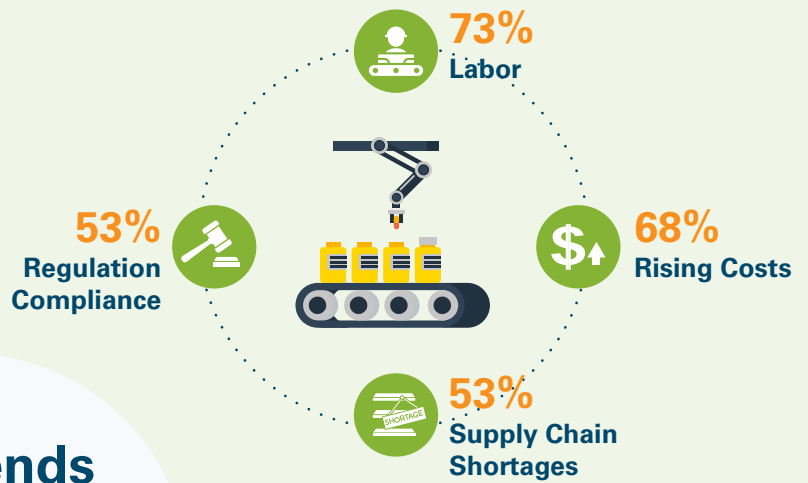 73%
Labor
53%
Regulation
Compliance
68%
Rising Costs
SHORTAGE
53%
Supply Chain
Shortages
ends